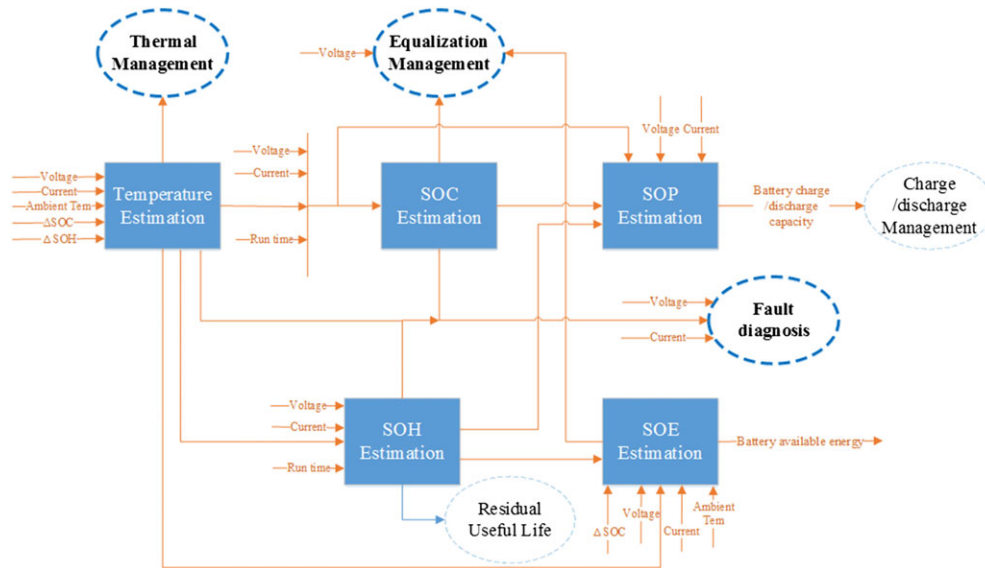 Thermal
Management
Voltage
Equalization
Management
Voltage
Current
Voltage
Current
Ambient Tem
ΔSOC
ΔSOH
Temperature
Estimation
Voltage
Current
Run time
SOC
Estimation
SOP
Estimation
Battery charge
/discharge
capacity
Charge
/discharge
Management
Voltage
Current
Fault
diagnosis
Voltage
Current
Run time
SOH
Estimation
SOE
Estimation
Battery available energy
Residual
Useful Life
ΔSOC
Voltage
Current
Ambient
Tem